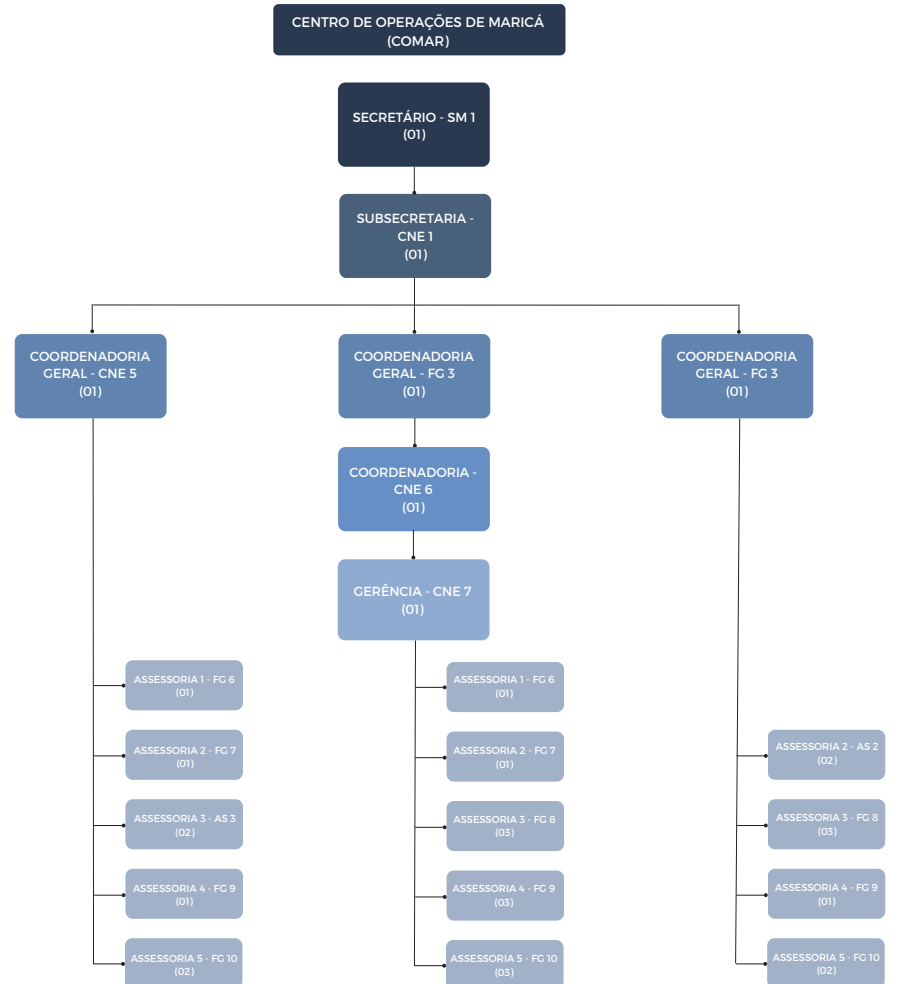 CENTRO DE OPERAÇÕES DE MARICÁ
(COMAR)
SECRETÁRIO - SM 1
(01)
SUBSECRETARIA -
CNE 1
(01)
COORDENADORIA
GERAL - CNE 5
(01)
COORDENADORIA
GERAL - FG 3
(01)
COORDENADORIA
GERAL - FG 3
(01)
COORDENADORIA -
CNE 6
(01)
GERÊNCIA - CNE 7
(01)
ASSESSORIA 1 - FG 6
(01)
ASSESSORIA 2 - FG 7
(01)
ASSESSORIA 3 - AS 3
(02)
ASSESSORIA 4 - FG 9
(01)
ASSESSORIA 5 - FG 10
(02)
ASSESSORIA 1 - FG 6
(01)
ASSESSORIA 2 - FG 7
(01)
ASSESSORIA 3 - FG 8
(03)
ASSESSORIA 4 - FG 9
(03)
ASSESSORIA 5 - FG 10
(03)
ASSESSORIA 2 - AS 2
(02)
ASSESSORIA 3 - FG 8
(03)
ASSESSORIA 4 - FG 9
(01)
ASSESSORIA 5 - FG 10
(02)